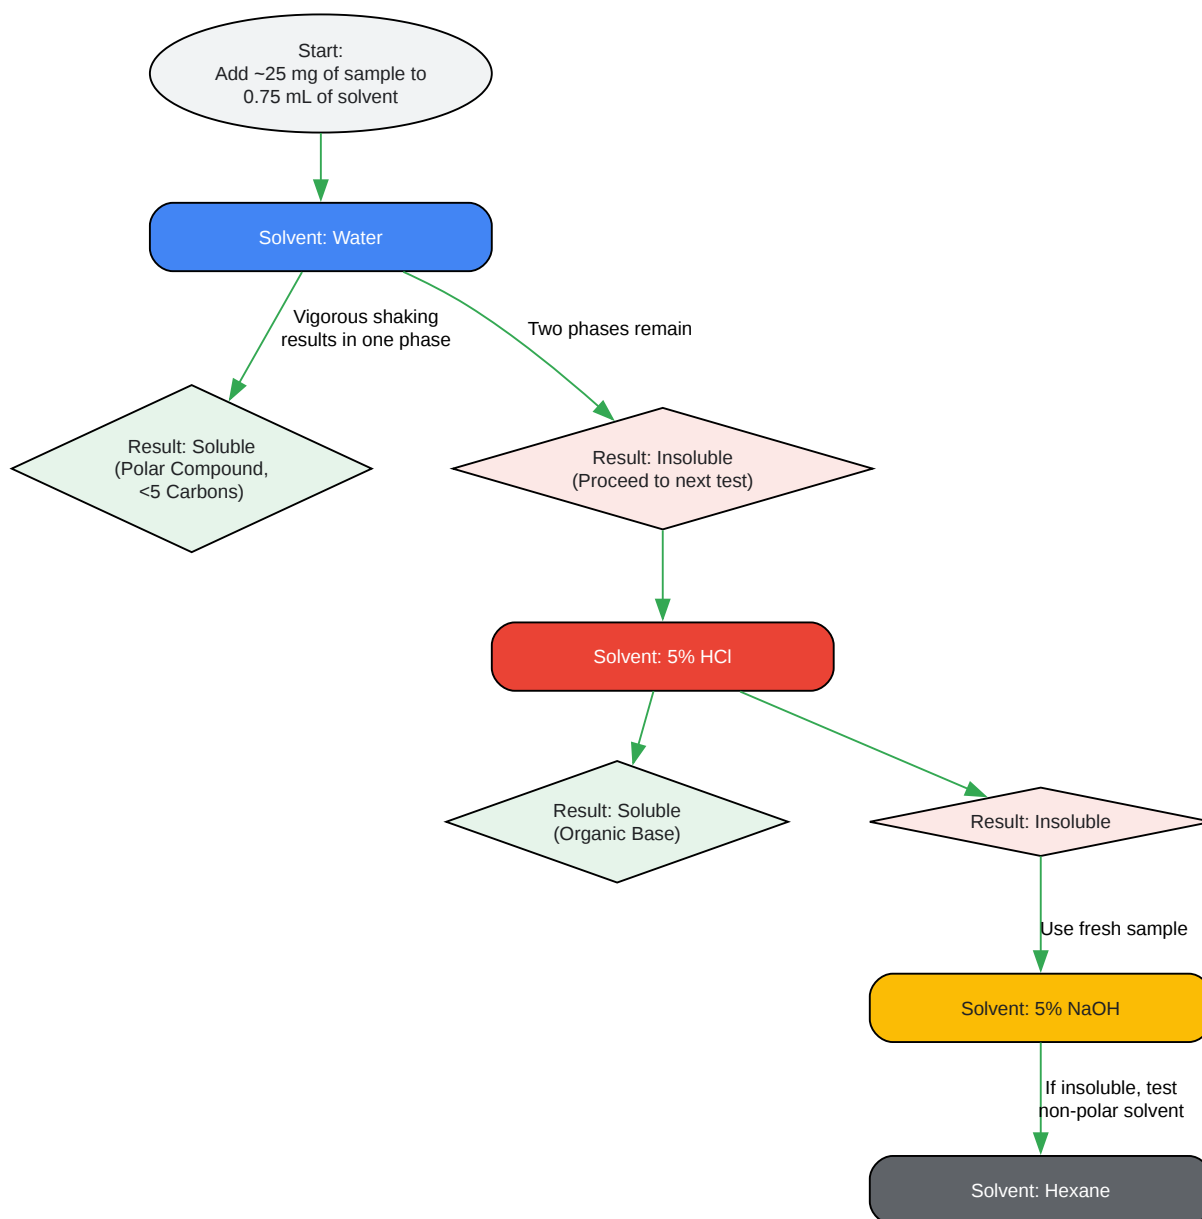 Start:
Add ~25 mg of sample to
0.75 mL of solvent
Solvent: Water
Vigorous shaking
results in one phase
Two phases remain
Result: Soluble
(Polar Compound,
<5 Carbons)
Result: Insoluble
(Proceed to next test)
Solvent: 5% HCl
Result: Soluble
(Organic Base)
Result: Insoluble
Use fresh sample
Solvent: 5% NaOH
If insoluble, test
non-polar solvent
Solvent: Hexane